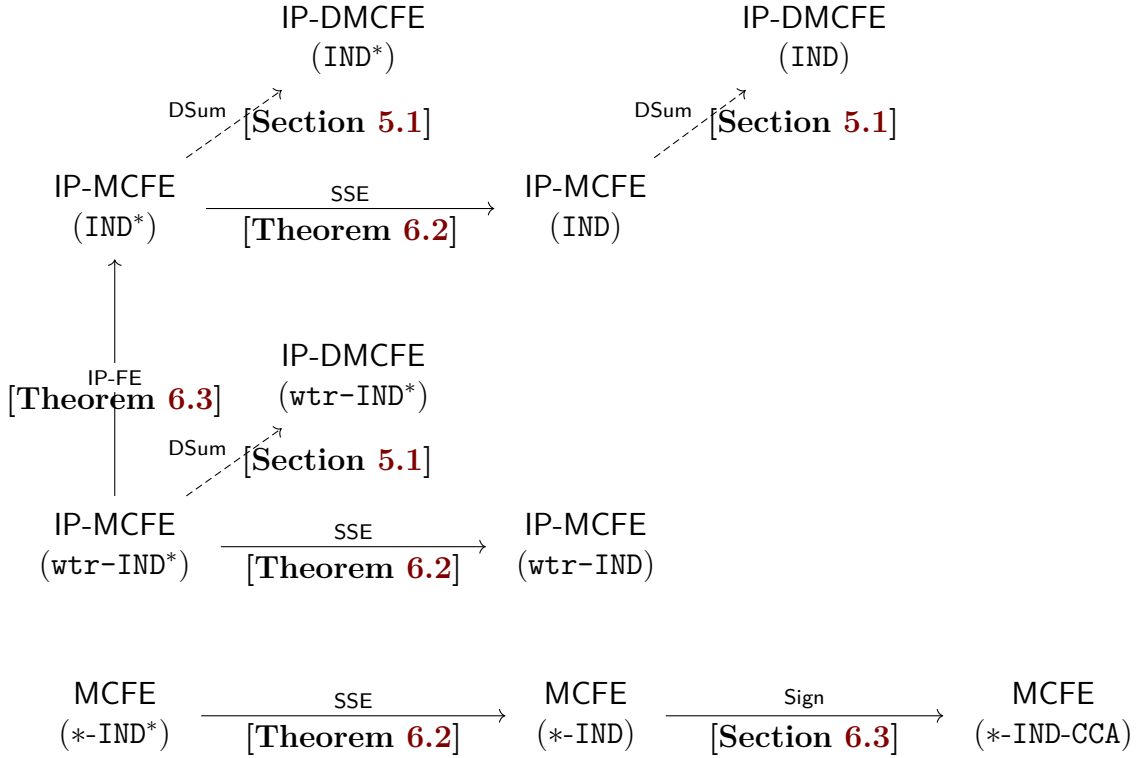 IP-DMCFE
(IND*)
IP-DMCFE
(IND)
DSum
[Section 5.1]
DSum
[Section 5.1]
IP-MCFE
(IND*)
SSE
[Theorem 6.2]
IP-MCFE
(IND)
IP-FE
[Theorem 6.3]
IP-DMCFE
(wtr-IND*)
DSum
[Section 5.1]
IP-MCFE
(wtr-IND*)
SSE
[Theorem 6.2]
IP-MCFE
(wtr-IND)
MCFE
(*-IND*)
SSE
[Theorem 6.2]
MCFE
(*-IND)
Sign
[Section 6.3]
MCFE
(*-IND-CCA)